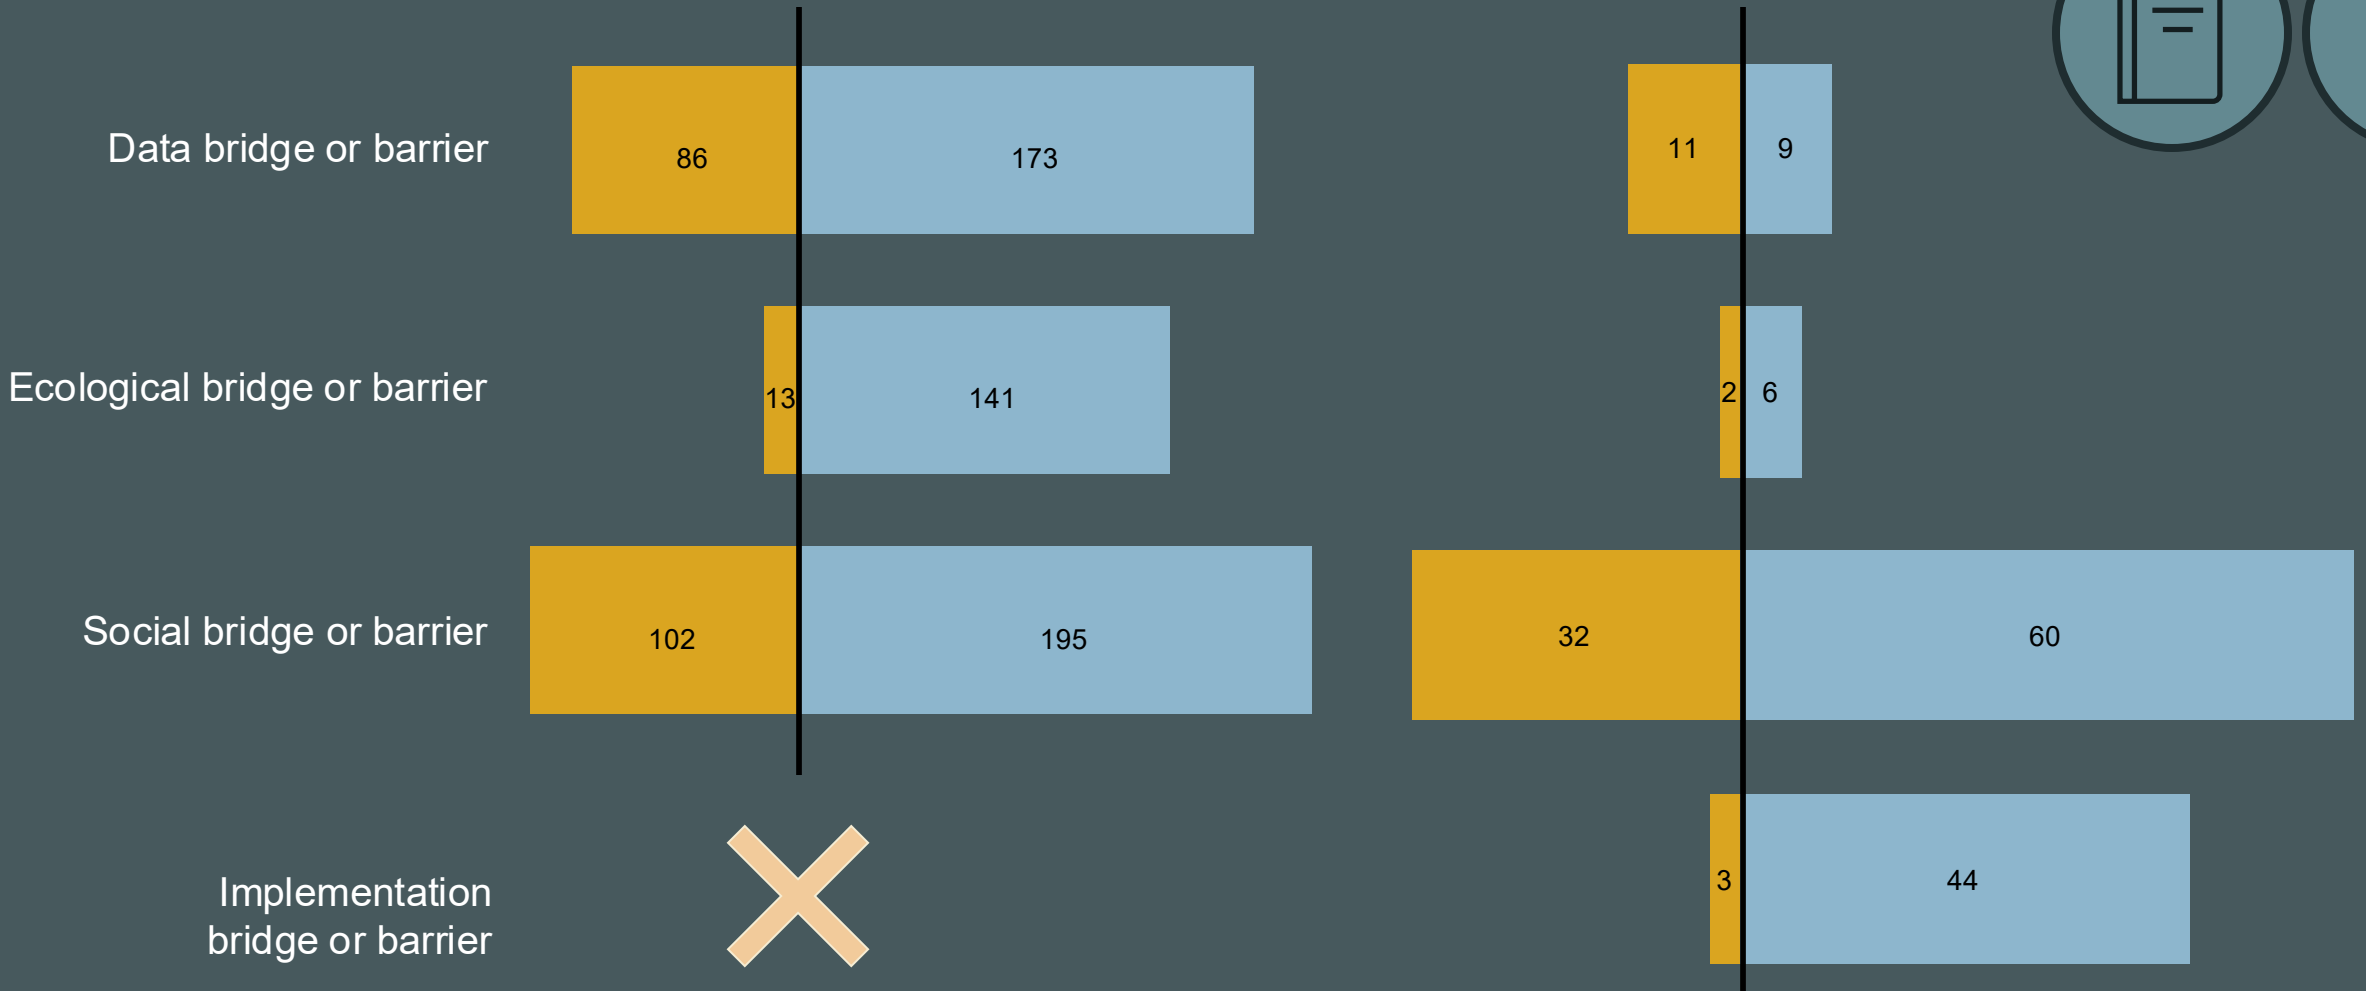 Data bridge or barrier
86
173
11
9
Ecological bridge or barrier
13
141
2
6
Social bridge or barrier
102
195
32
60
Implementation
bridge or barrier
3
44